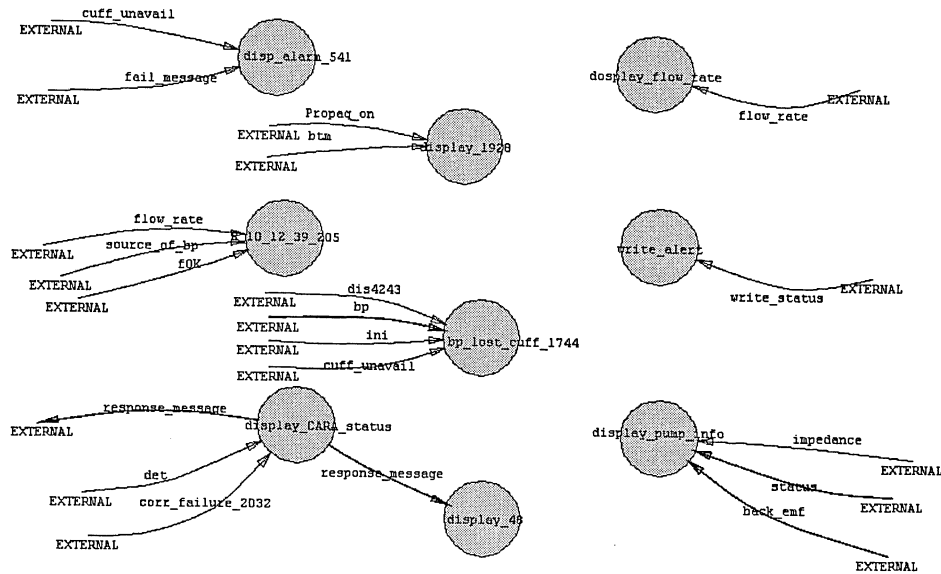 cuff_unavail
EXTERNAL
disp_alarm_541
fail_message
EXTERNAL
dosplay_flow_rate
EXTERNAL
flow_rate
Propaq_on
EXTERNAL btm
display_1928
EXTERNAL
flow_rate
EXTERNAL
10_12_39_205
source_of_bp
EXTERNAL
fOK
EXTERNAL
write_alert
EXTERNAL
write_status
dis4243
EXTERNAL
bp
EXTERNAL
ini
EXTERNAL
bp_lost_cuff_1744
cuff_unavail
EXTERNAL
response_message
EXTERNAL
display_CARA_status
det
EXTERNAL
corr_failure_2032
EXTERNAL
response_message
display_48
display_pump_info
impedance
EXTERNAL
status
EXTERNAL
back_emf
EXTERNAL